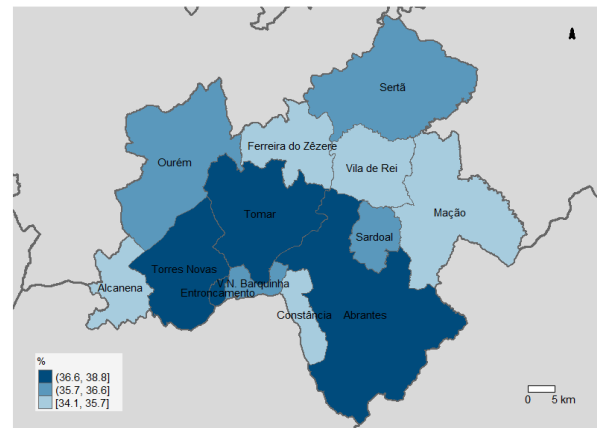 Sertã
Ferreira do Zêzere
Ourém
Vila de Rei
Tomar
Mação
Sardoal
Torres Novas
V.N. Barquinha
Alcanena
Entroncamento
Constância
Abrantes
%
(36.6, 38.8]
(35.7, 36.6]
[34.1, 35.7]
0 5 km